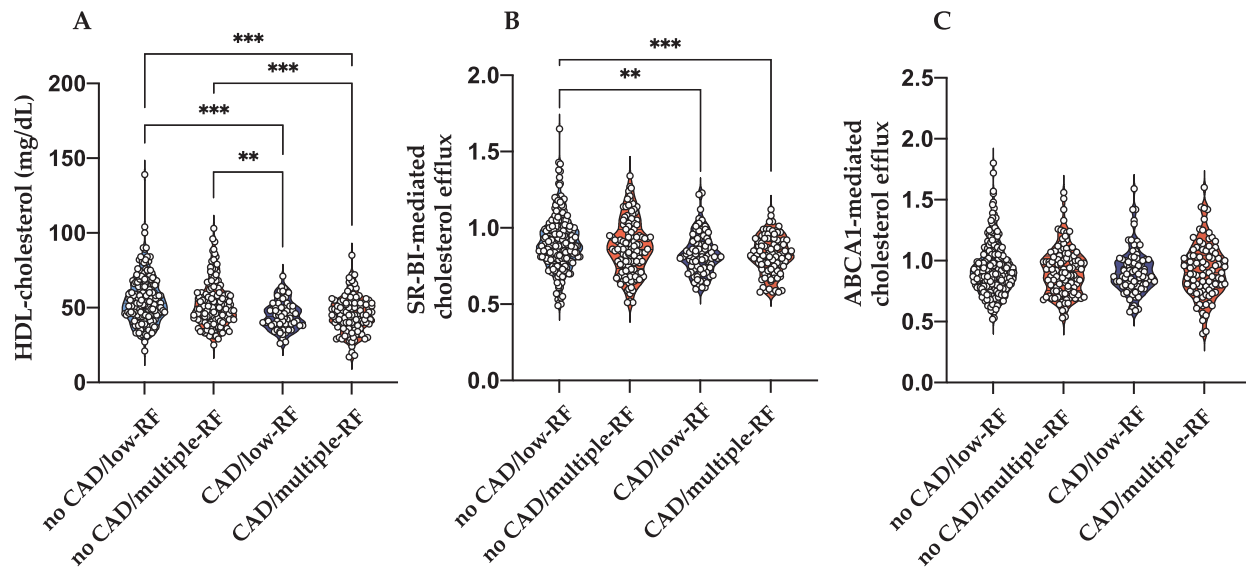 A
HDL-cholesterol (mg/dL)
200
150
100
50
0
***
***
***
**
no CAD/low-RF
no CAD/multiple-RF
CAD/low-RF
CAD/multiple-RF
B
SR-BI-mediated
cholesterol efflux
2.0
1.5
1.0
0.5
0.0
***
**
no CAD/low-RF
no CAD/multiple-RF
CAD/low-RF
CAD/multiple-RF
C
ABCA1-mediated
cholesterol efflux
2.5
2.0
1.5
1.0
0.5
0.0
no CAD/low-RF
no CAD/multiple-RF
CAD/low-RF
CAD/multiple-RF